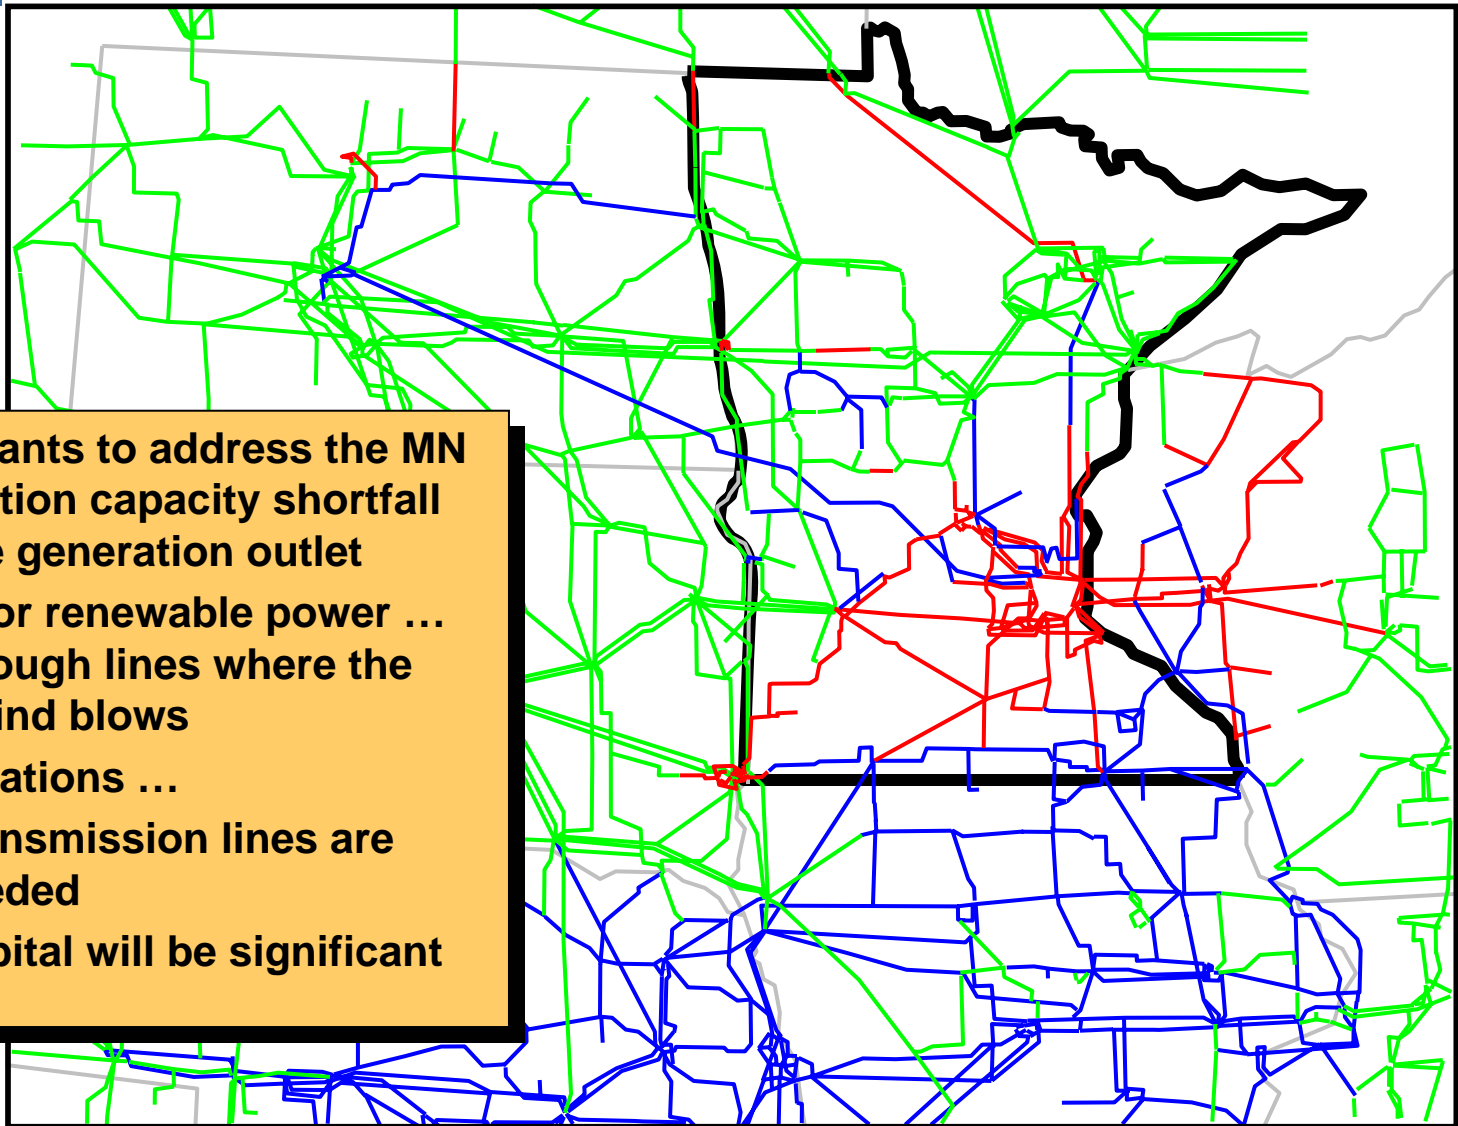 ants to address the MN
tion capacity shortfall
e generation outlet
or renewable power …
ough lines where the
ind blows
ations …
nsmission lines are
eded
pital will be significant